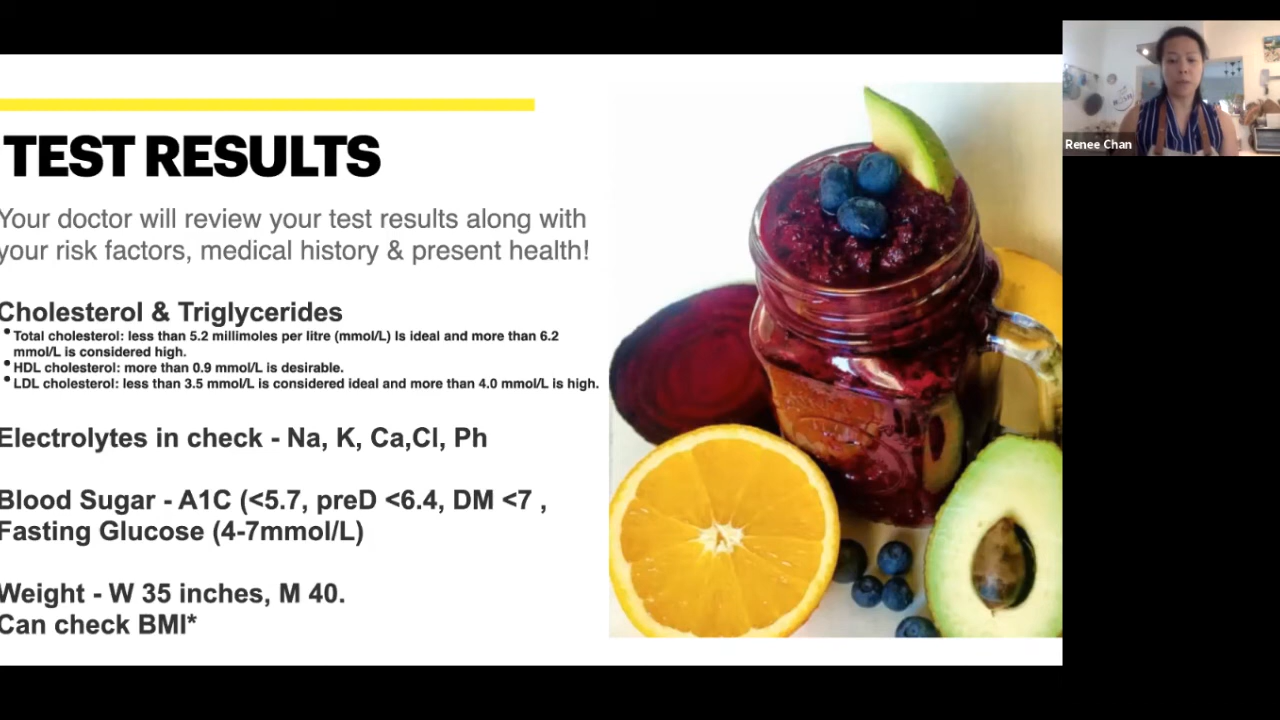 TEST RESULTS
Your doctor will review your test results along with
your risk factors, medical history & present health!
Cholesterol & Triglycerides
•Total cholesterol: less than 5.2 millimoles per litre (mmol/L) Is ideal and more than 6.2
mmol/L is considered high.
•HDL cholesterol: more than 0.9 mmol/L is desirable.
•LDL cholesterol: less than 3.5 mmol/L is considered ideal and more than 4.0 mmol/L is high.
Electrolytes in check - Na, K, Ca,Cl, Ph
Blood Sugar - A1C (<5.7, preD <6.4, DM <7 ,
Fasting Glucose (4-7mmol/L)
Weight - W 35 inches, M 40.
Can check BMI*
Renee Chan